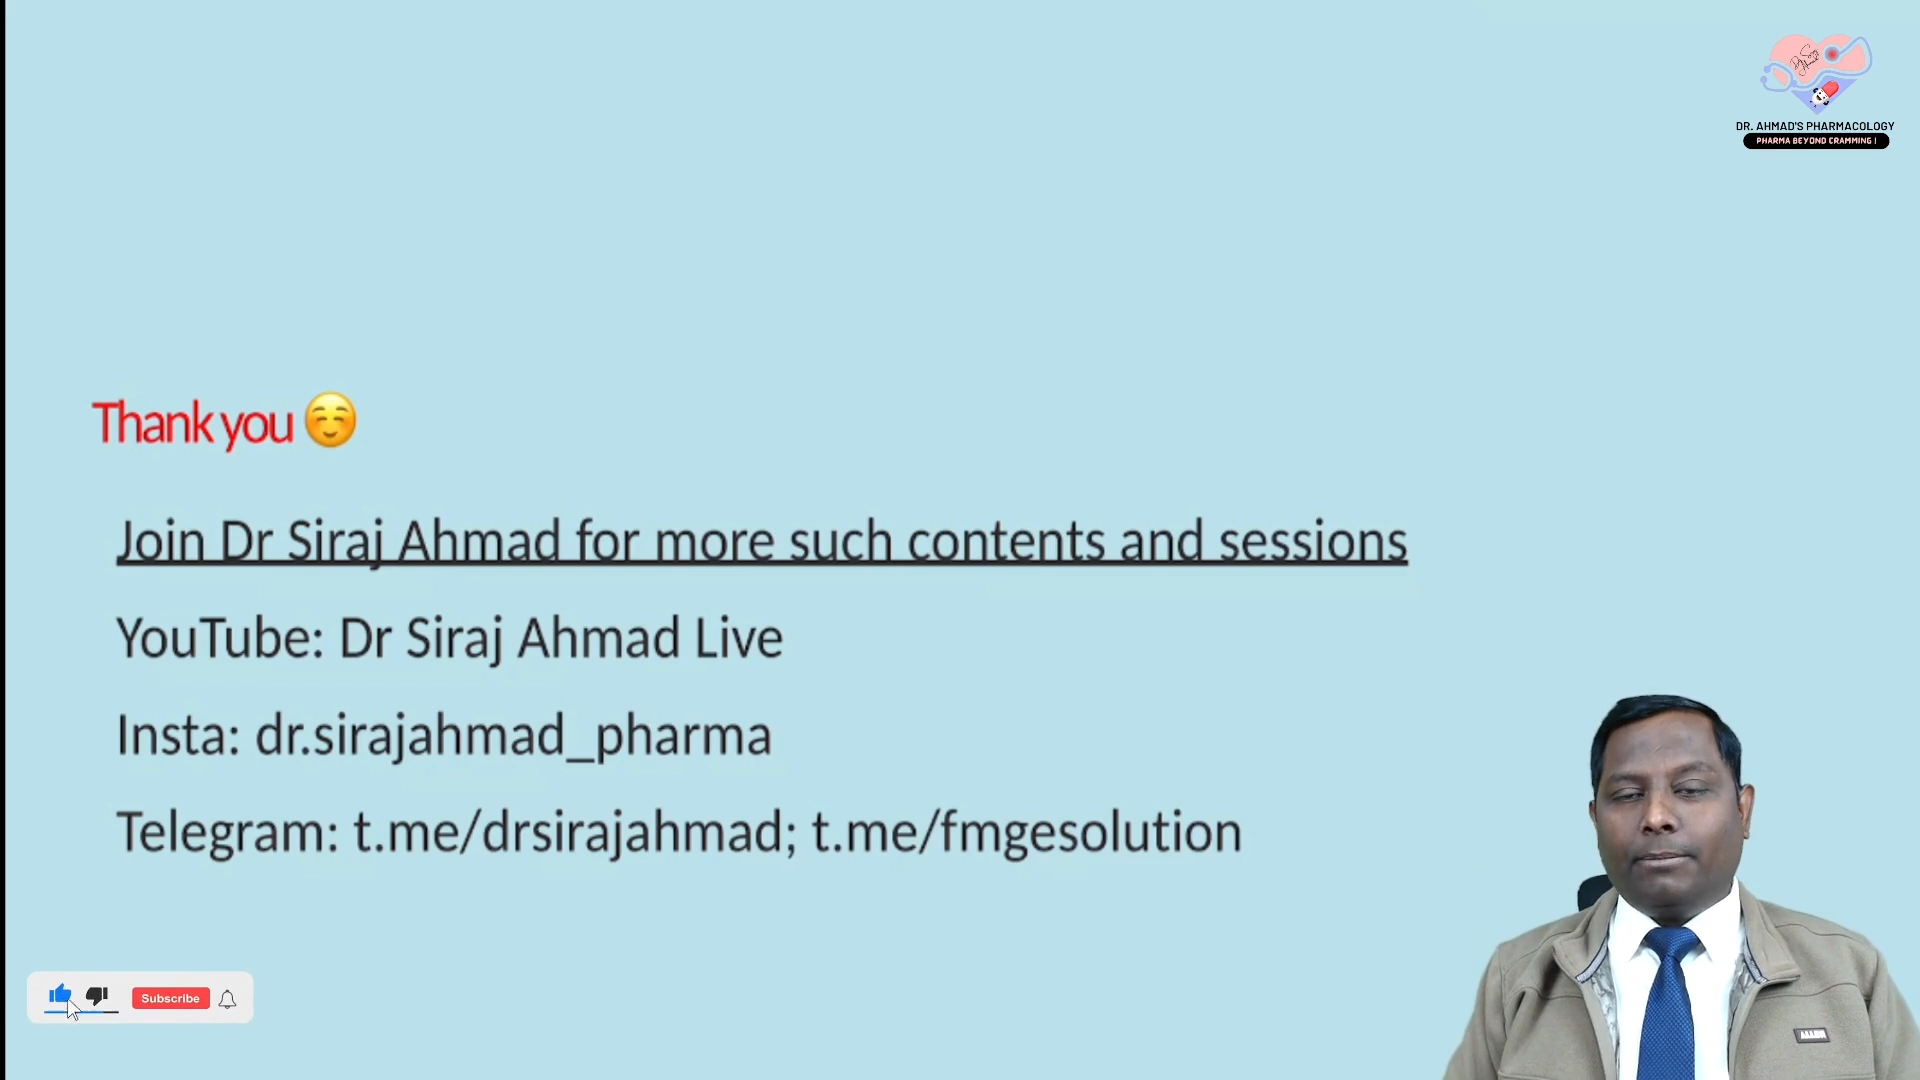 DR. AHMAD'S PHARMACOLOGY
PHARMA BEYOND CRAMMING !
Thank you
Join Dr Siraj Ahmad for more such contents and sessions
YouTube: Dr Siraj Ahmad Live
Insta: dr.sirajahmad_pharma
Telegram: t.me/drsirajahmad; t.me/fmgesolution
Subscribe